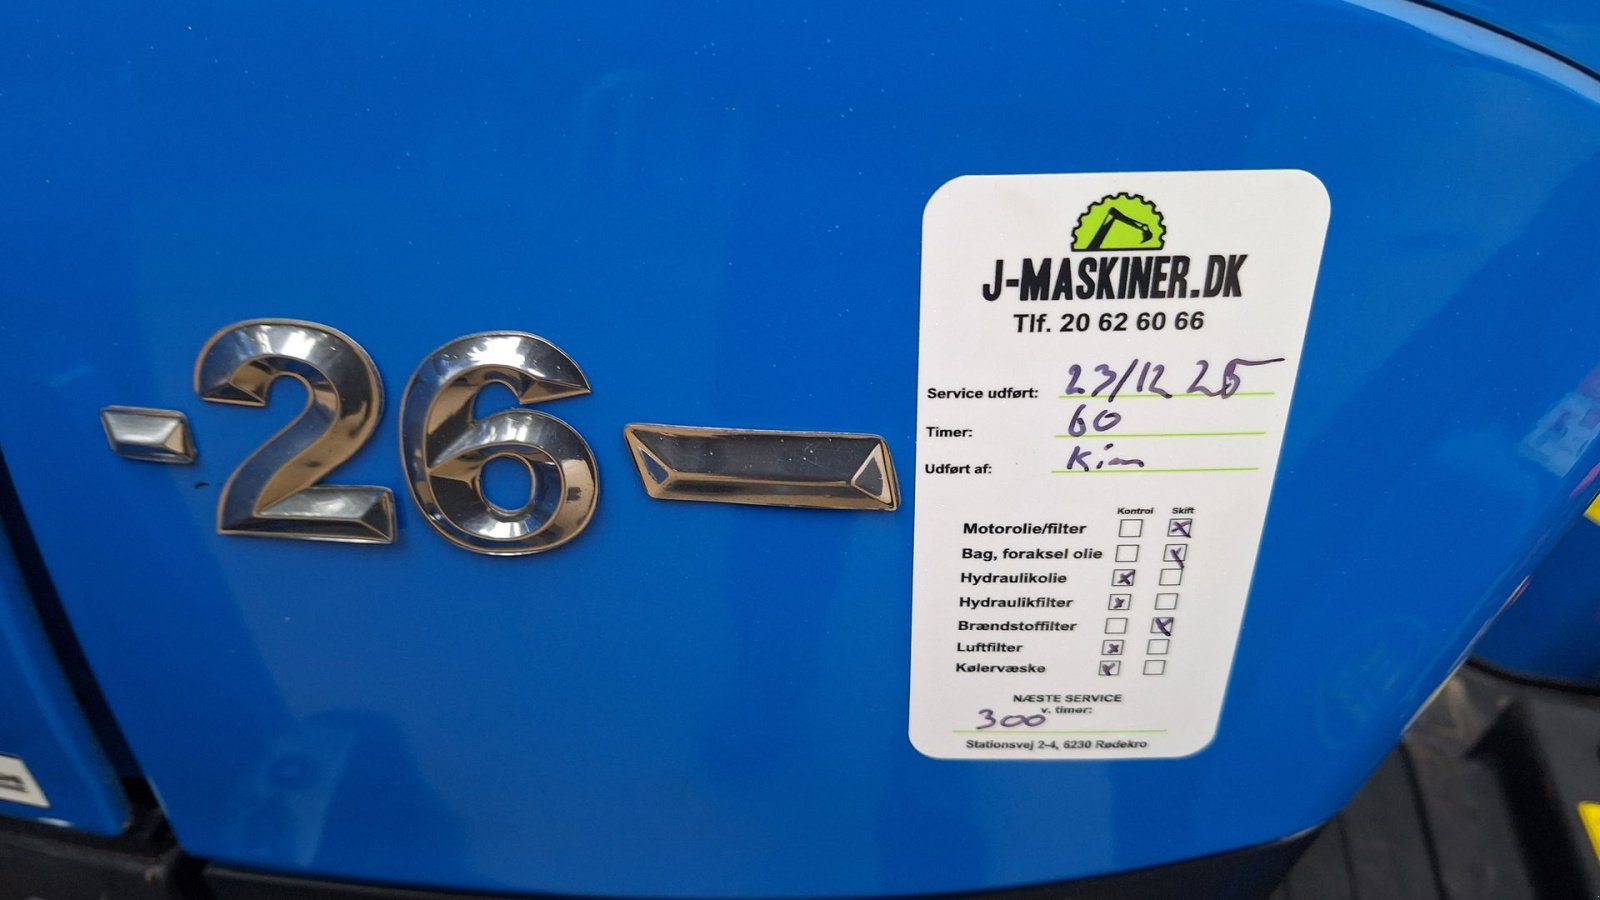 26
J-MASKINER.DK
Tlf. 20 62 60 66
Service udført: 23/12 25
Timer: 60
Udført af: Kim
Kontrol Skift
Motorolie/filter
Bag, foraksel olie
Hydraulikolie
Hydraulikfilter
Brændstoffilter
Luftfilter
Kølervæske
NÆSTE SERVICE
v. timer:
300
Stationsvej 2-4, 6230 Rødekro